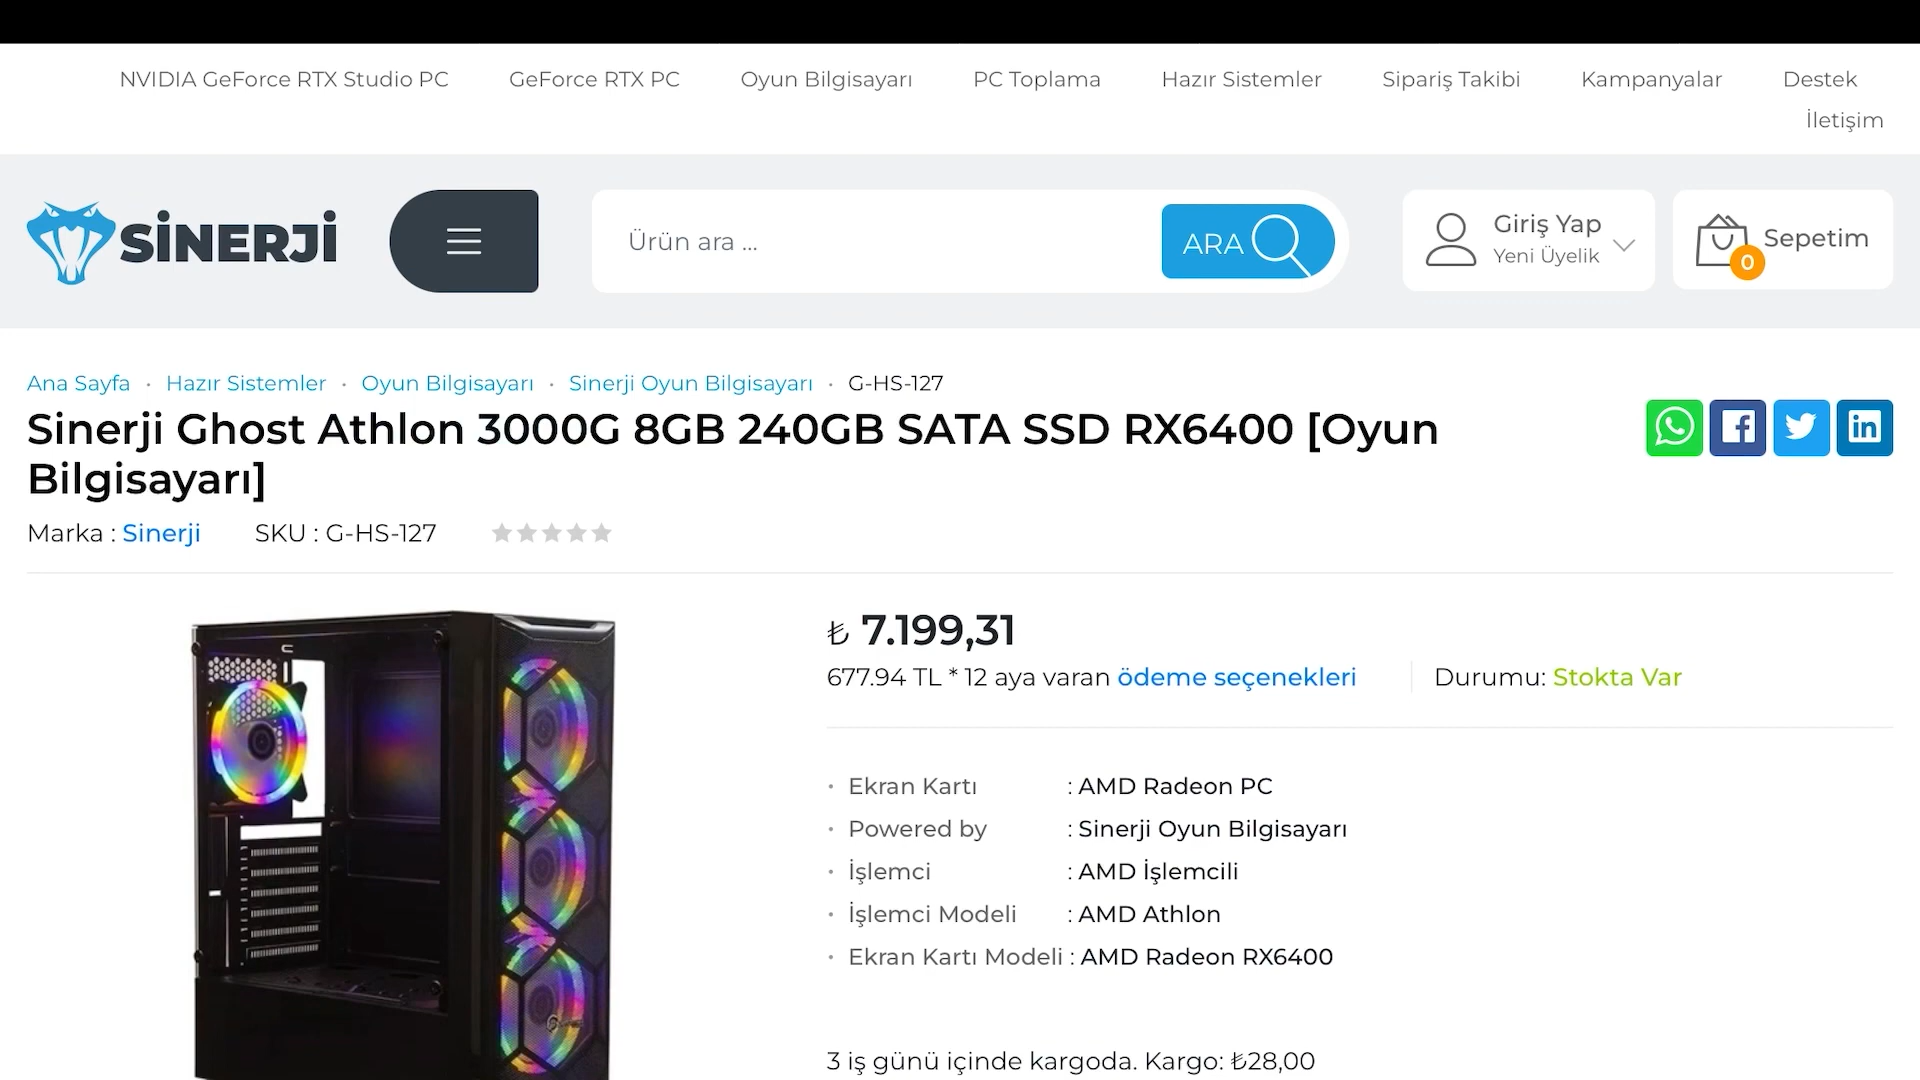 NVIDIA GeForce RTX Studio PC GeForce RTX PC Oyun Bilgisayarı PC Toplama Hazır Sistemler Sipariş Takibi Kampanyalar Destek
İletişim
SİNERJİ
Ürün ara ...
ARA
Giriş Yap
Yeni Üyelik
0
Sepetim
Ana Sayfa • Hazır Sistemler • Oyun Bilgisayarı • Sinerji Oyun Bilgisayarı • G-HS-127
Sinerji Ghost Athlon 3000G 8GB 240GB SATA SSD RX6400 [Oyun
Bilgisayarı]
Marka : Sinerji SKU : G-HS-127
₺ 7.199,31
677.94 TL * 12 aya varan ödeme seçenekleri Durumu: Stokta Var
• Ekran Kartı : AMD Radeon PC
• Powered by : Sinerji Oyun Bilgisayarı
• İşlemci : AMD İşlemcili
• İşlemci Modeli : AMD Athlon
• Ekran Kartı Modeli : AMD Radeon RX6400
3 iş günü içinde kargoda. Kargo: ₺28,00